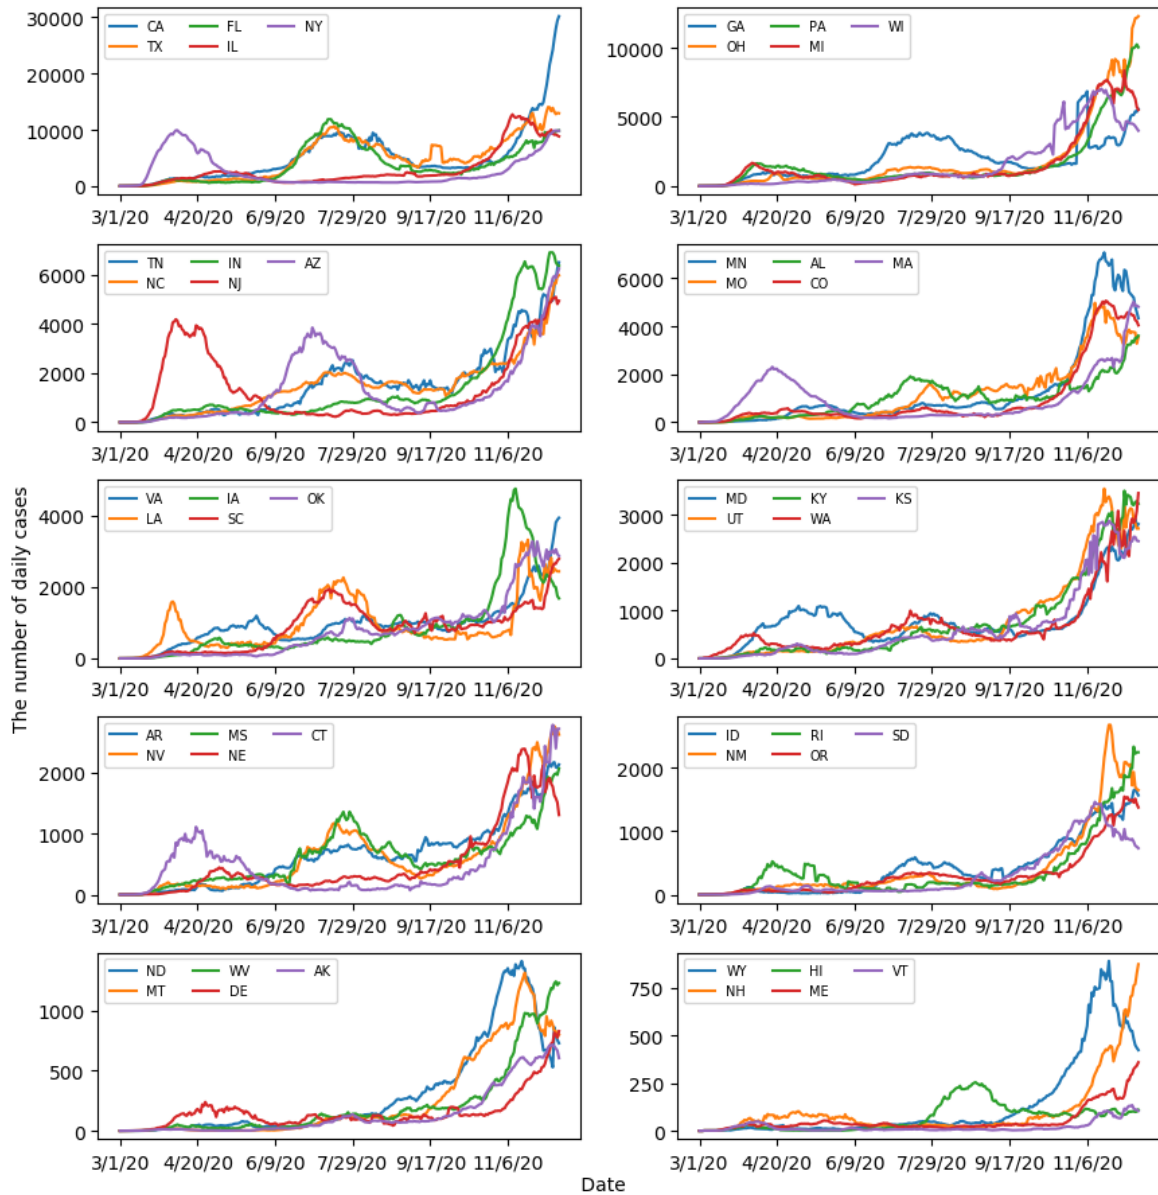 CA FL NY
TX IL
30000
20000
10000
0
3/1/20 4/20/20 6/9/20 7/29/20 9/17/20 11/6/20
GA PA WI
OH MI
10000
5000
0
3/1/20 4/20/20 6/9/20 7/29/20 9/17/20 11/6/20
TN IN AZ
NC NJ
6000
4000
2000
0
3/1/20 4/20/20 6/9/20 7/29/20 9/17/20 11/6/20
MN AL MA
MO CO
6000
4000
2000
0
3/1/20 4/20/20 6/9/20 7/29/20 9/17/20 11/6/20
The number of daily cases
VA IA OK
LA SC
4000
2000
0
3/1/20 4/20/20 6/9/20 7/29/20 9/17/20 11/6/20
MD KY KS
UT WA
3000
2000
1000
0
3/1/20 4/20/20 6/9/20 7/29/20 9/17/20 11/6/20
AR MS CT
NV NE
2000
1000
0
3/1/20 4/20/20 6/9/20 7/29/20 9/17/20 11/6/20
ID RI SD
NM OR
2000
1000
0
3/1/20 4/20/20 6/9/20 7/29/20 9/17/20 11/6/20
ND WV AK
MT DE
1000
500
0
3/1/20 4/20/20 6/9/20 7/29/20 9/17/20 11/6/20
WY HI VT
NH ME
750
500
250
0
3/1/20 4/20/20 6/9/20 7/29/20 9/17/20 11/6/20
Date